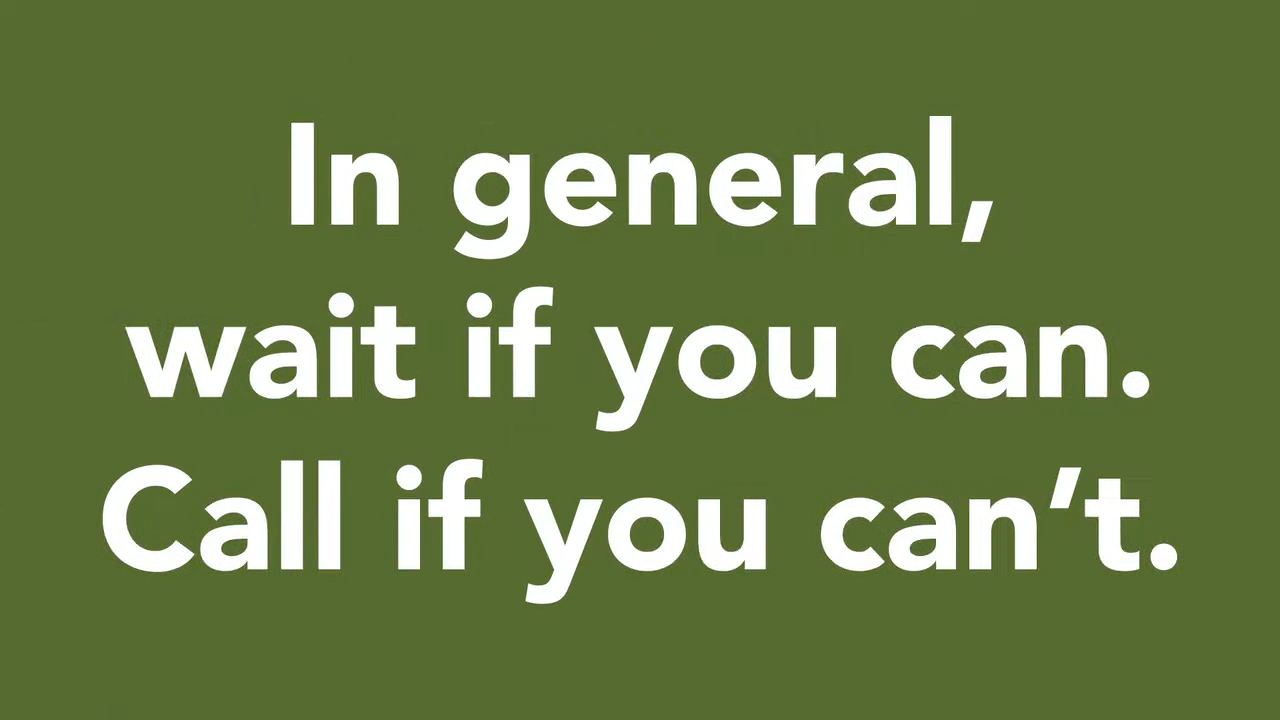 In general,
wait if you can.
Call if you can’t.